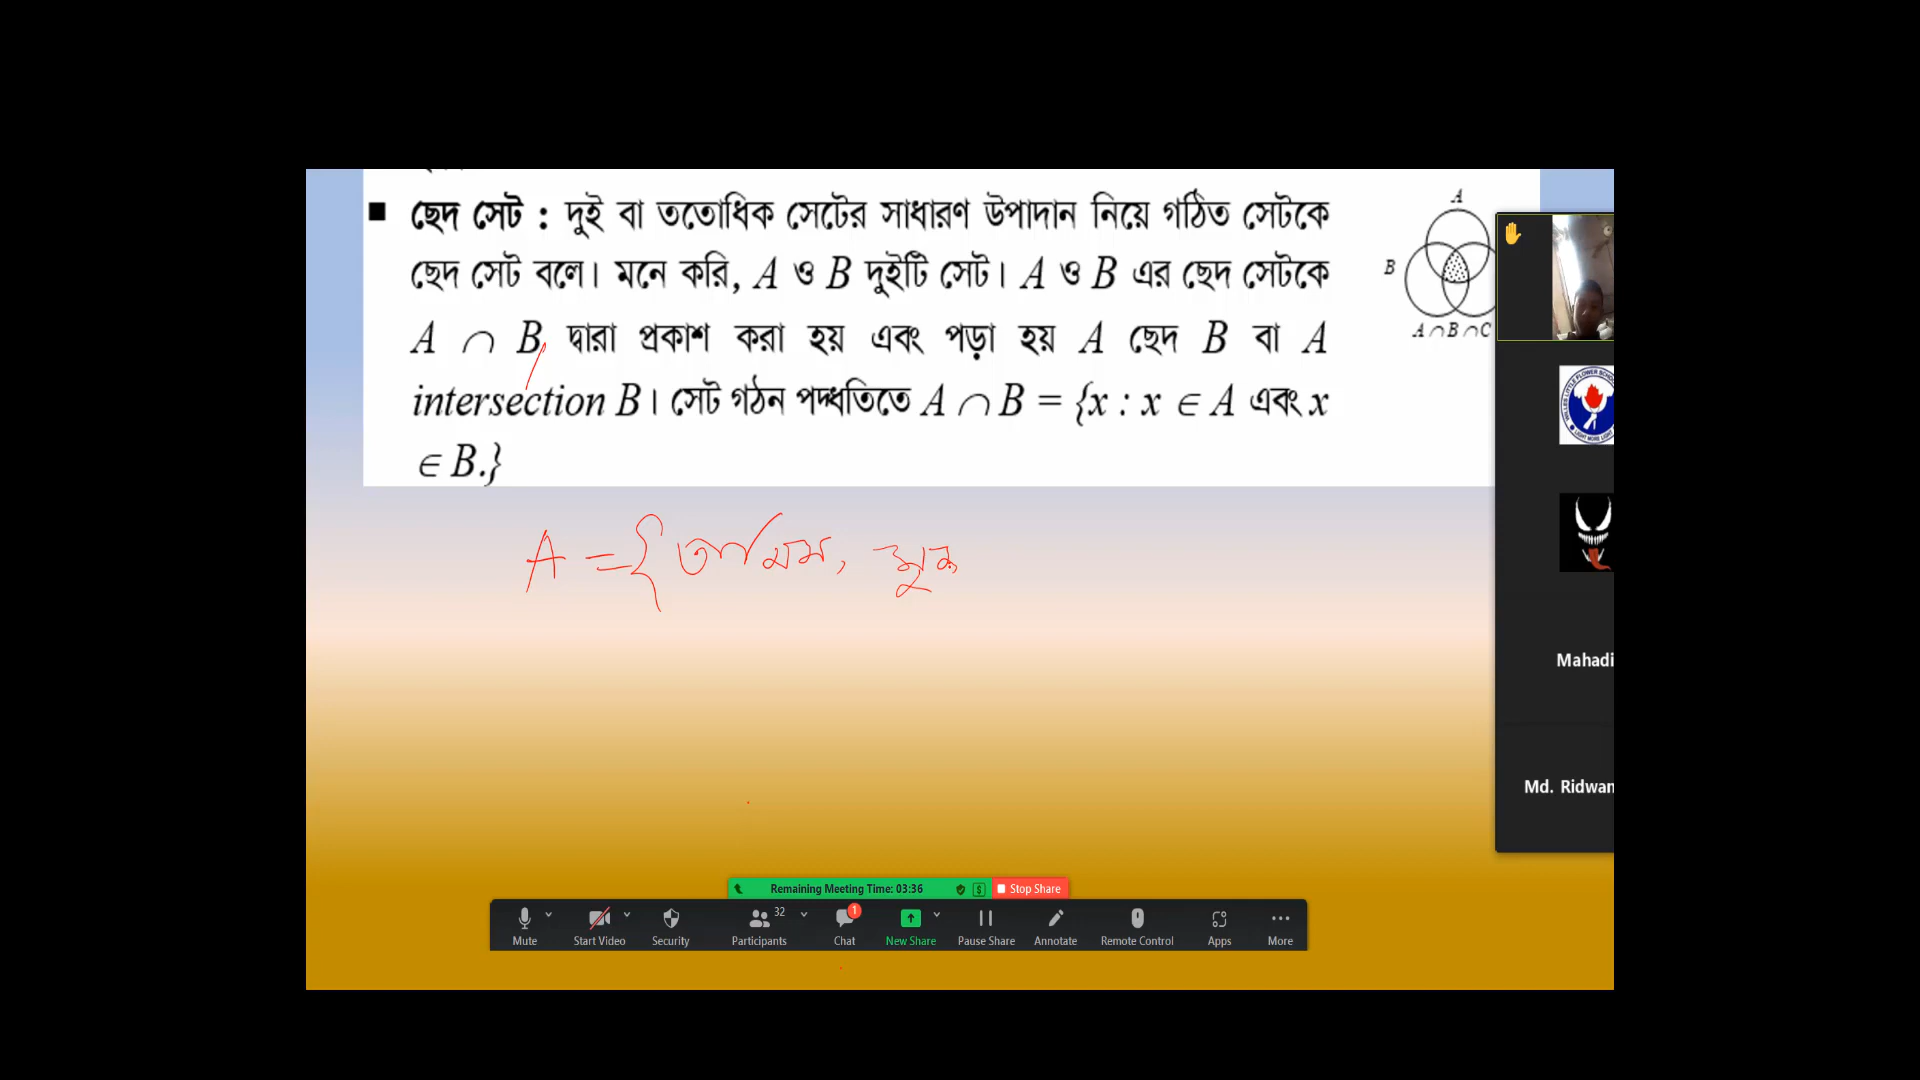 ■ ছেদ সেট : দুই বা ততোধিক সেটের সাধারণ উপাদান নিয়ে গঠিত সেটকে
ছেদ সেট বলে। মনে করি, A ও B দুইটি সেট। A ও B এর ছেদ সেটকে
A ∩ B দ্বারা প্রকাশ করা হয় এবং পড়া হয় A ছেদ B বা A
intersection B। সেট গঠন পদ্ধতিতে A ∩ B = {x : x ∈ A এবং x
∈ B.}
A
B
A∩B∩C
A = {
Mahadi
Md. Ridwan
Remaining Meeting Time: 03:36 Stop Share
32 1
Mute Start Video Security Participants Chat New Share Pause Share Annotate Remote Control Apps More